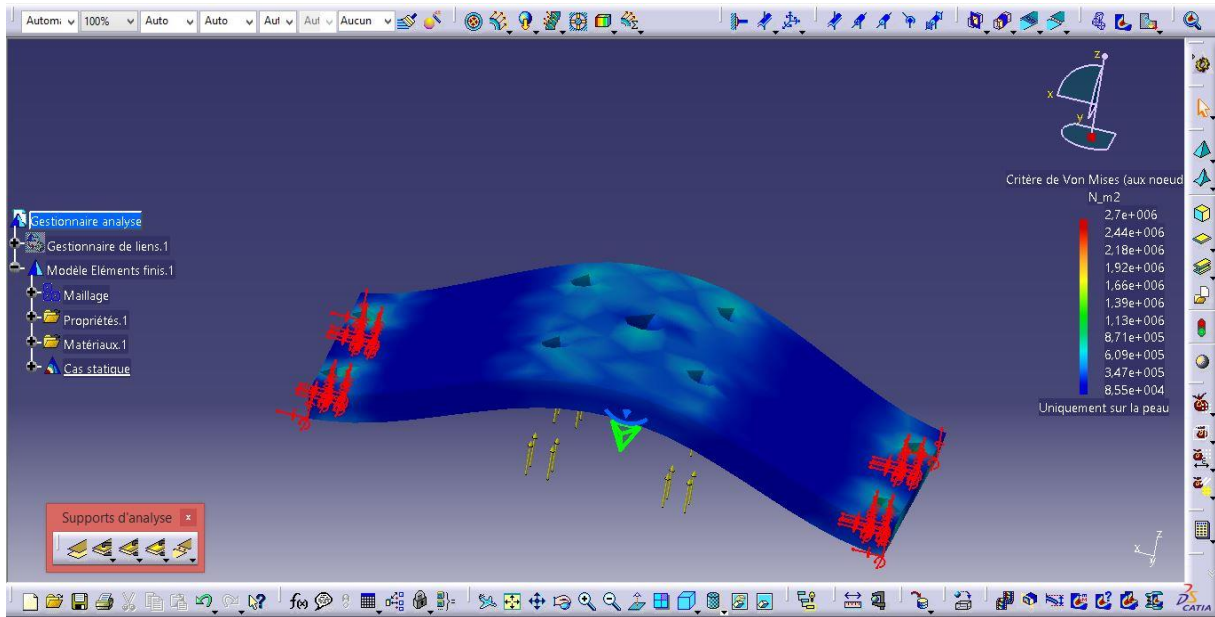 Autom 100% Auto Auto Aut Aut Aucun
z
x
y
Critère de Von Mises (aux noeud
N_m2
2,7e+006
2,44e+006
2,18e+006
1,92e+006
1,66e+006
1,39e+006
1,13e+006
8,71e+005
6,09e+005
3,47e+005
8,55e+004
Uniquement sur la peau
Gestionnaire analyse
Gestionnaire de liens.1
Modèle Eléments finis.1
Maillage
Propriétés.1
Matériaux.1
Cas statique
Supports d'analyse x
z
x
y
f(x)
CATIA